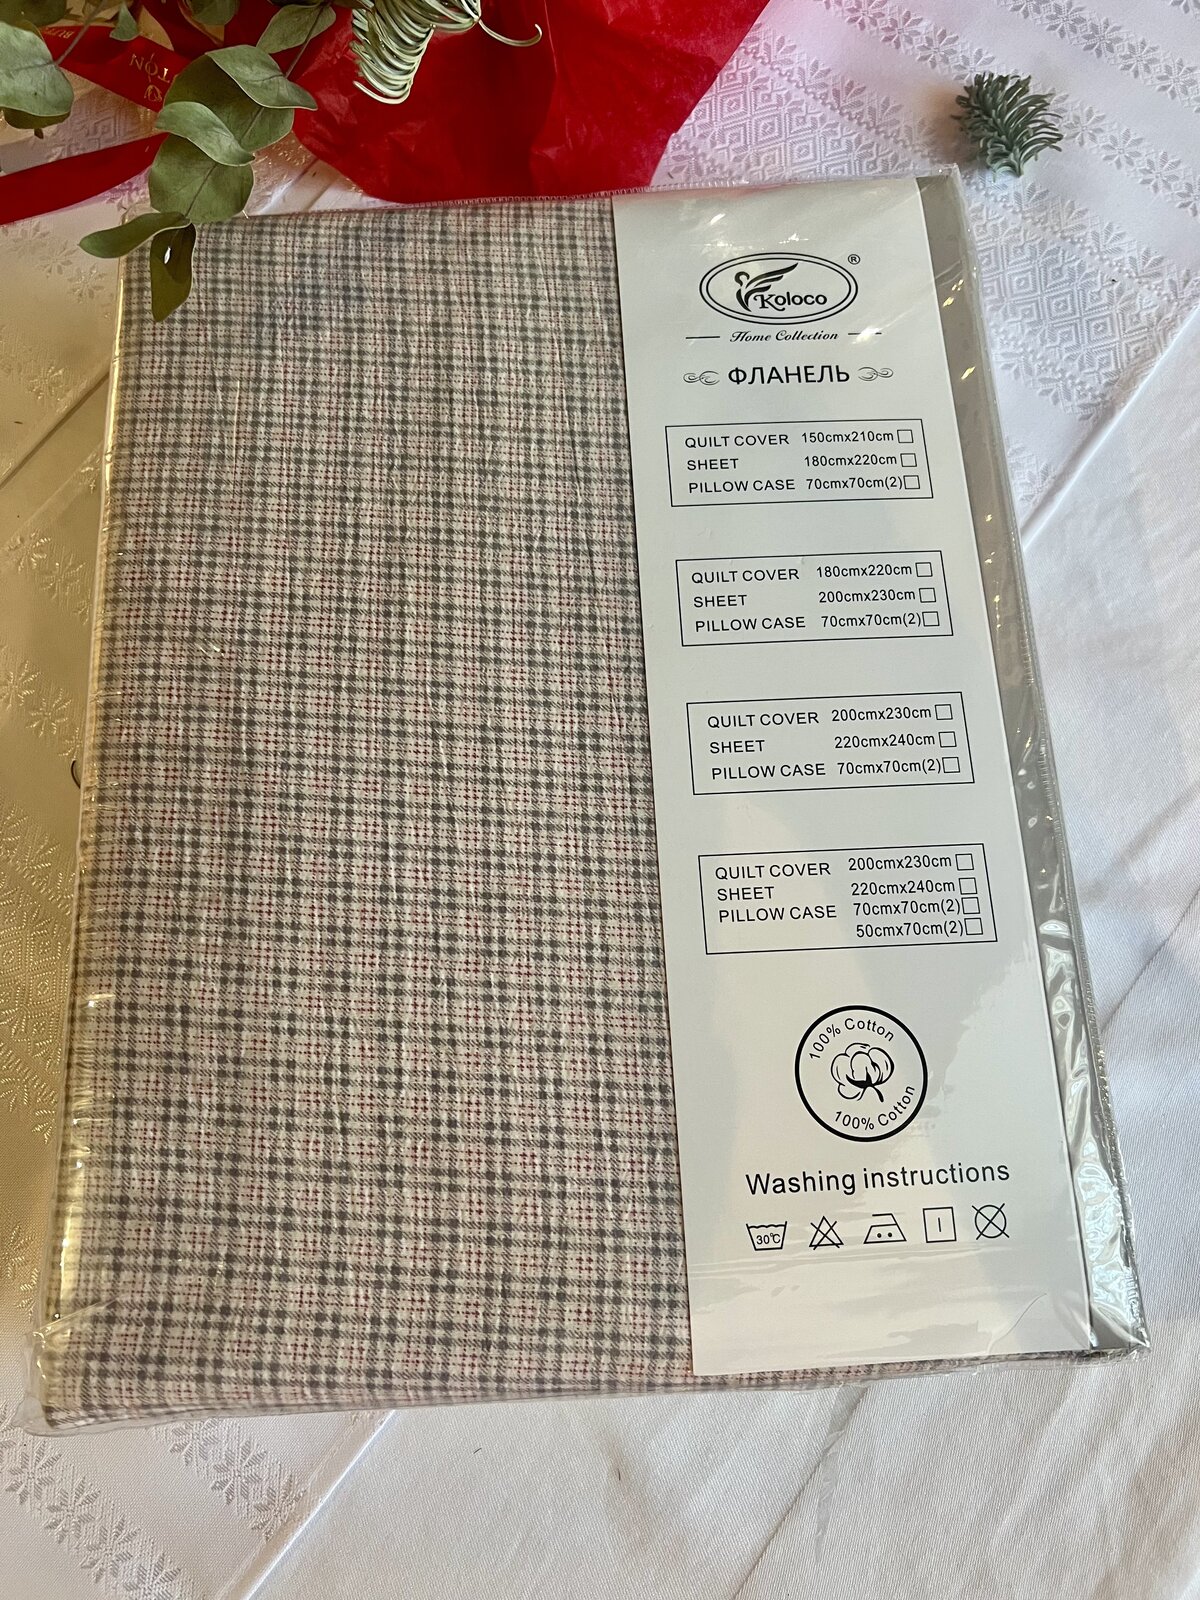 Koloco ®
Home Collection
ФЛАНЕЛЬ
QUILT COVER 150cmx210cm
SHEET 180cmx220cm
PILLOW CASE 70cmx70cm(2)
QUILT COVER 180cmx220cm
SHEET 200cmx230cm
PILLOW CASE 70cmx70cm(2)
QUILT COVER 200cmx230cm
SHEET 220cmx240cm
PILLOW CASE 70cmx70cm(2)
QUILT COVER 200cmx230cm
SHEET 220cmx240cm
PILLOW CASE 70cmx70cm(2)
50cmx70cm(2)
100% Cotton
100% Cotton
Washing instructions
30℃